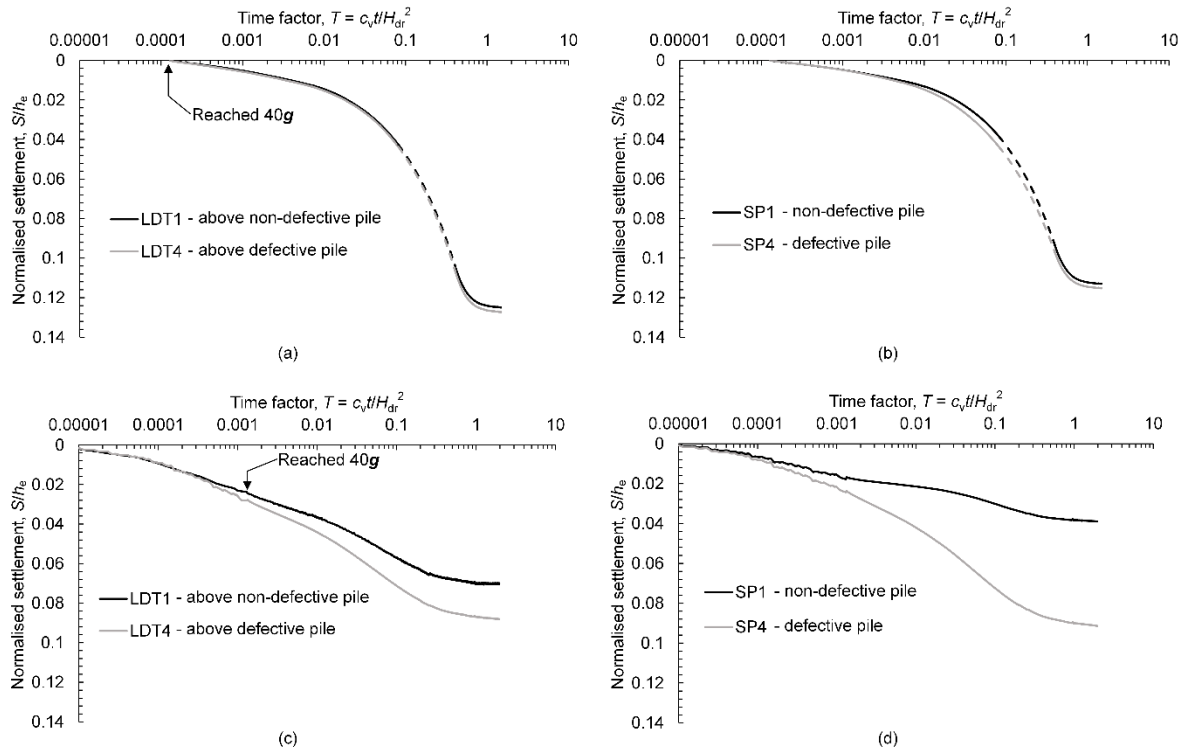 Time factor, T = cᵥt/H_dr²
0.00001 0.0001 0.001 0.01 0.1 1 10
0
0.02
0.04
0.06
0.08
0.1
0.12
0.14
Normalised settlement, S/hₑ
Reached 40g
LDT1 - above non-defective pile
LDT4 - above defective pile
(a)
Time factor, T = cᵥt/H_dr²
0.00001 0.0001 0.001 0.01 0.1 1 10
0
0.02
0.04
0.06
0.08
0.1
0.12
0.14
Normalised settlement, S/hₑ
SP1 - non-defective pile
SP4 - defective pile
(b)
Time factor, T = cᵥt/H_dr²
0.00001 0.0001 0.001 0.01 0.1 1 10
0
0.02
0.04
0.06
0.08
0.1
0.12
0.14
Normalised settlement, S/hₑ
Reached 40g
LDT1 - above non-defective pile
LDT4 - above defective pile
(c)
Time factor, T = cᵥt/H_dr²
0.00001 0.0001 0.001 0.01 0.1 1 10
0
0.02
0.04
0.06
0.08
0.1
0.12
0.14
Normalised settlement, S/hₑ
SP1 - non-defective pile
SP4 - defective pile
(d)